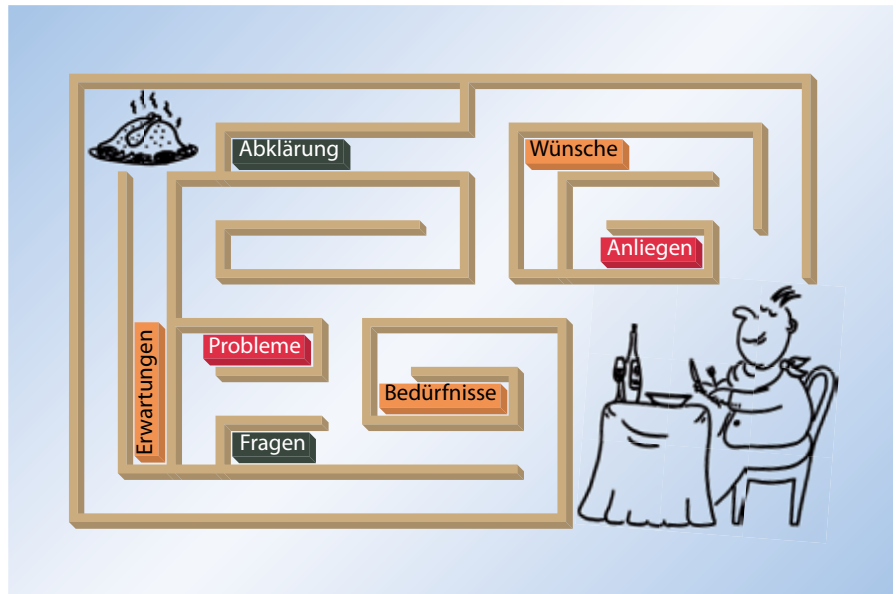 Abklärung
Wünsche
Anliegen
Erwartungen
Probleme
Bedürfnisse
Fragen